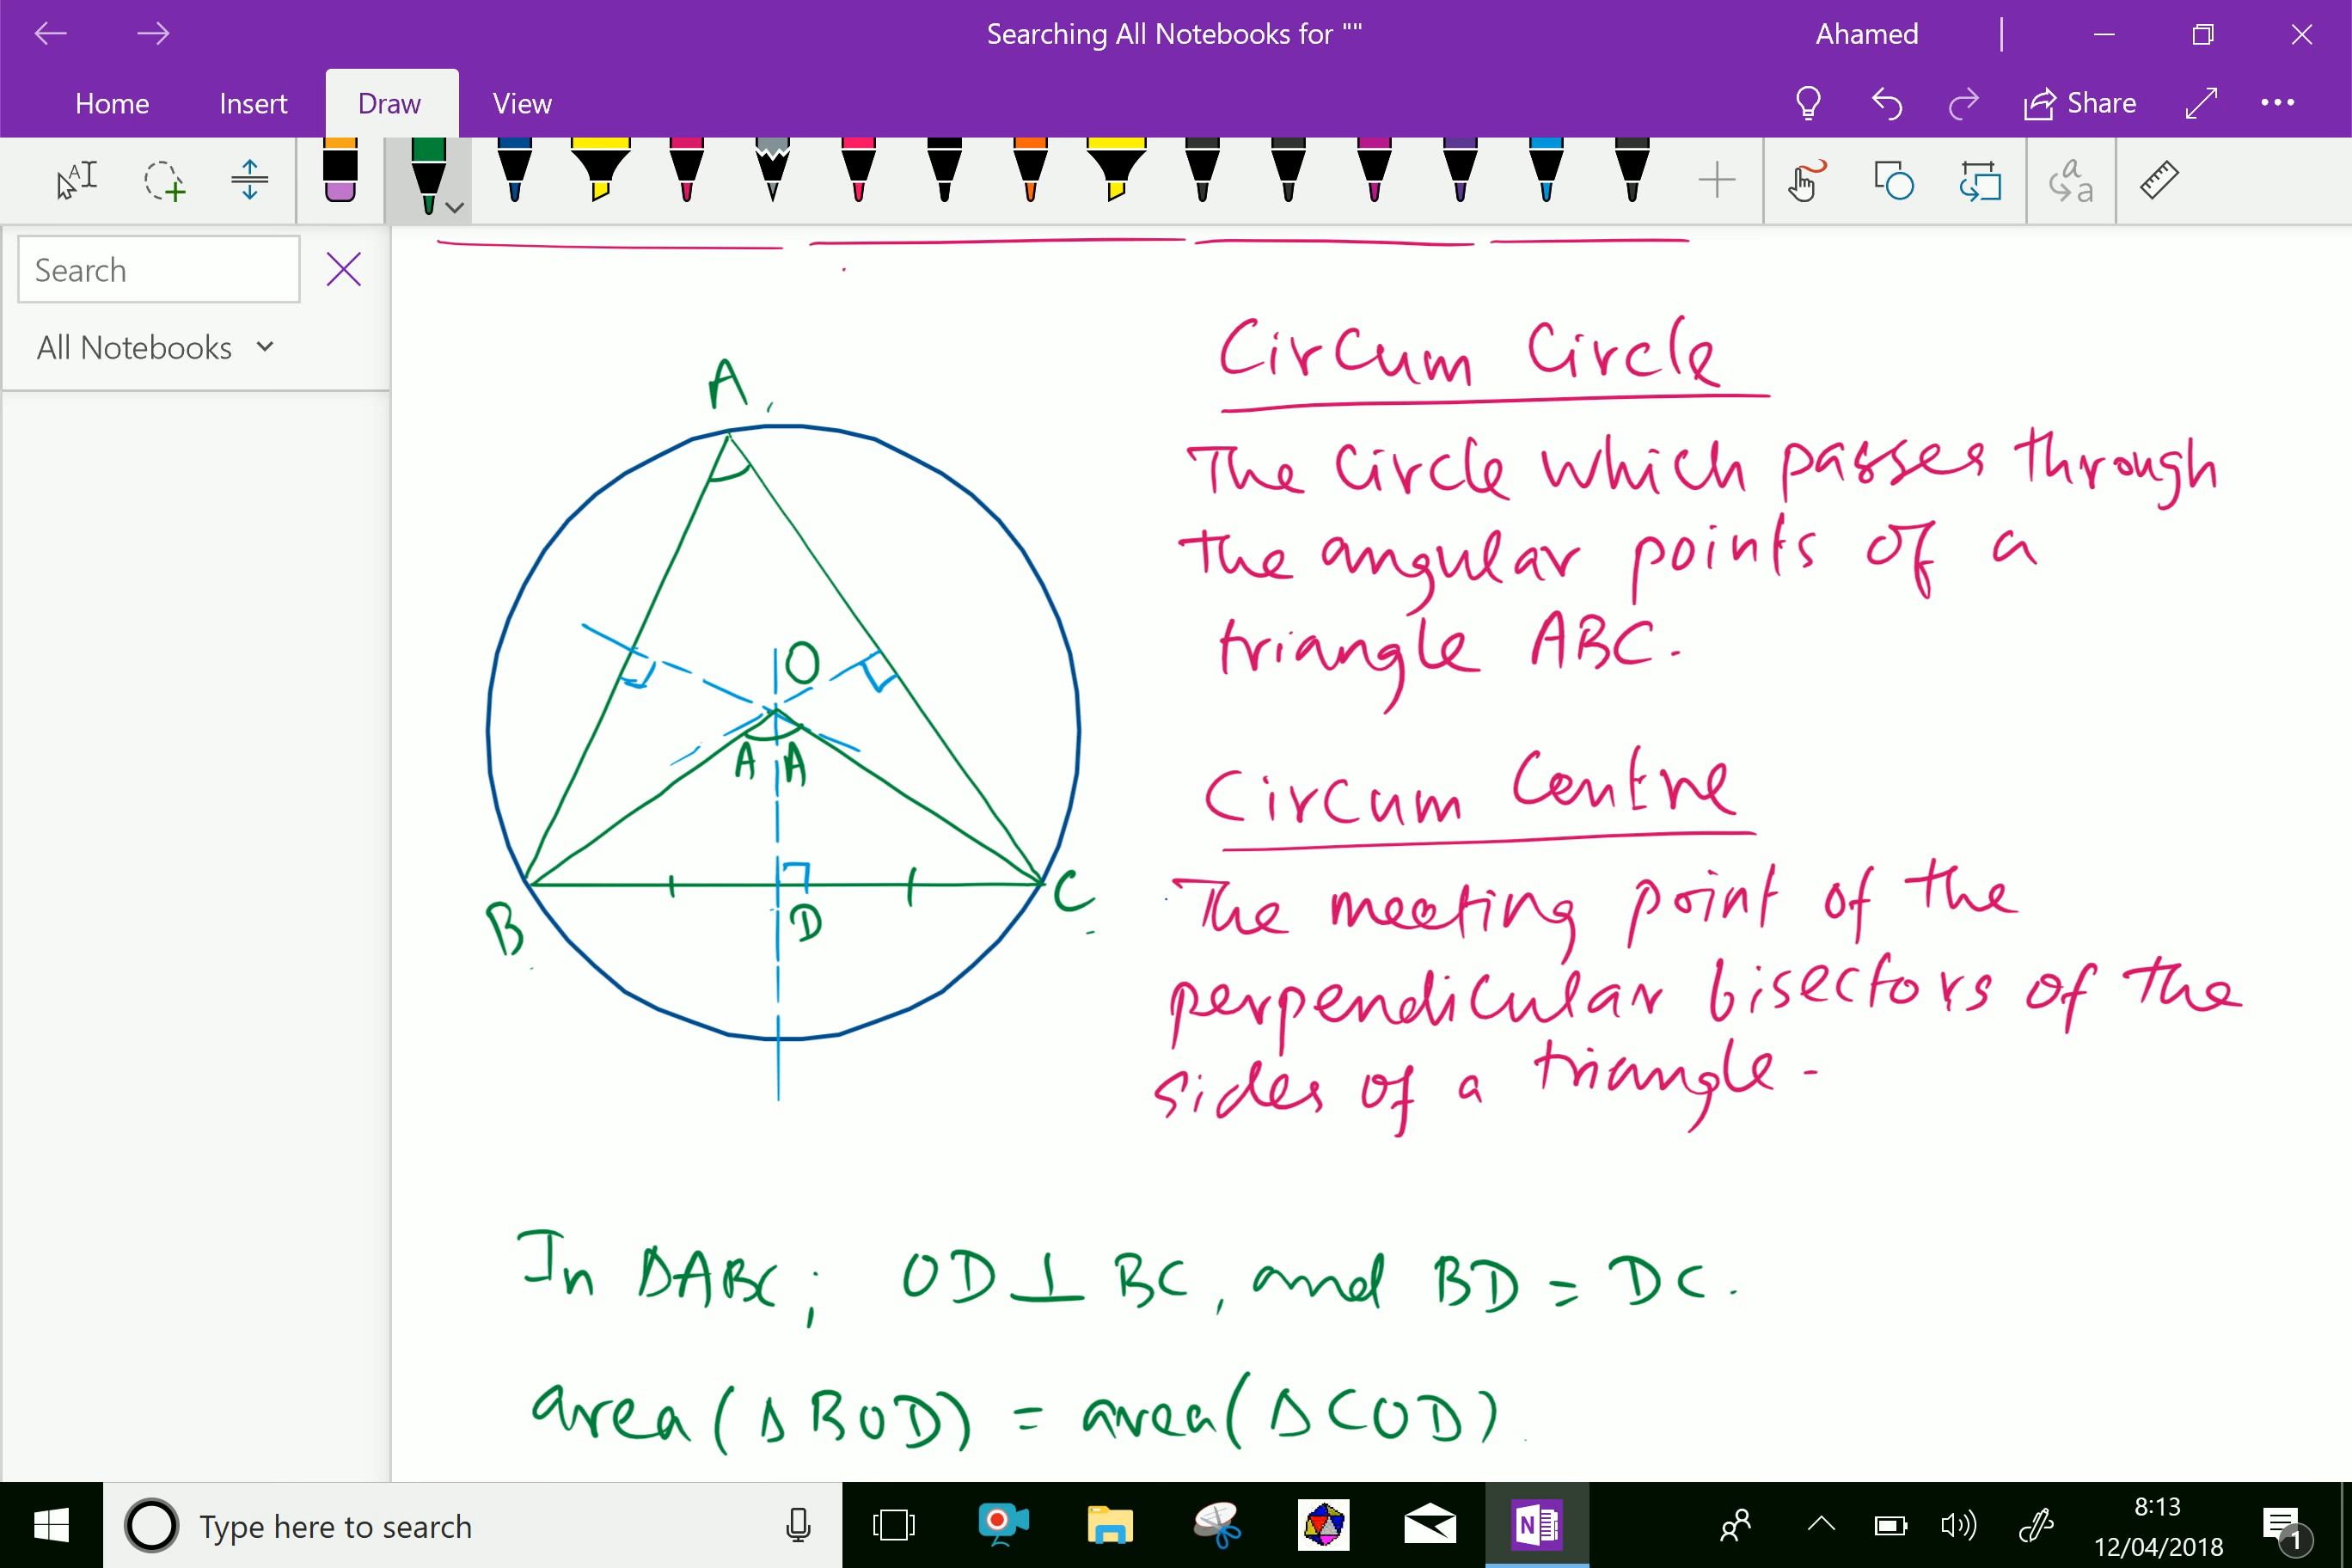 Searching All Notebooks for ""
Ahamed
Home
Insert
Draw
View
Share
Search
All Notebooks
Circum Circle
The Circle which passes through
the angular points of a
triangle ABC.
A
O
A A
B
D
C
Circum Centre
The meeting point of the
perpendicular bisectors of the
sides of a triangle.
In ΔABC; OD ⊥ BC, and BD = DC.
area (Δ BOD) = area (Δ COD)
Type here to search
N
8:13
12/04/2018
1